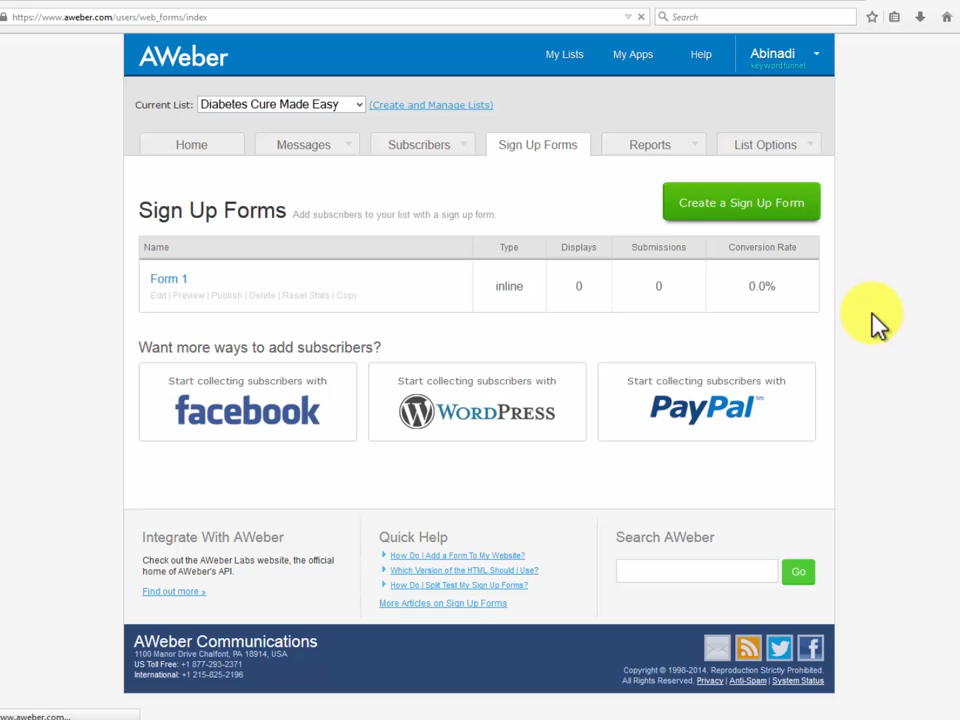 https://www.aweber.com/users/web_forms/index
Search
AWeber
My Lists
My Apps
Help
Abinadi
keywordfunnel
Current List: Diabetes Cure Made Easy (Create and Manage Lists)
Home
Messages
Subscribers
Sign Up Forms
Reports
List Options
Sign Up Forms Add subscribers to your list with a sign up form.
Create a Sign Up Form
Name Type Displays Submissions Conversion Rate
Form 1
Edit | Preview | Publish | Delete | Reset Stats | Copy
inline 0 0 0.0%
Want more ways to add subscribers?
Start collecting subscribers with
facebook
Start collecting subscribers with
WORDPRESS
Start collecting subscribers with
PayPal™
Integrate With AWeber
Check out the AWeber Labs website, the official
home of AWeber's API.
Find out more »
Quick Help
How Do I Add a Form To My Website?
Which Version of the HTML Should I Use?
How Do I Split Test My Sign Up Forms?
More Articles on Sign Up Forms
Search AWeber
Go
AWeber Communications
1100 Manor Drive Chalfont, PA 18914, USA
US Toll Free: +1 877-293-2371
International: +1 215-825-2196
Copyright © 1998-2014. Reproduction Strictly Prohibited.
All Rights Reserved. Privacy | Anti-Spam | System Status
www.aweber.com...